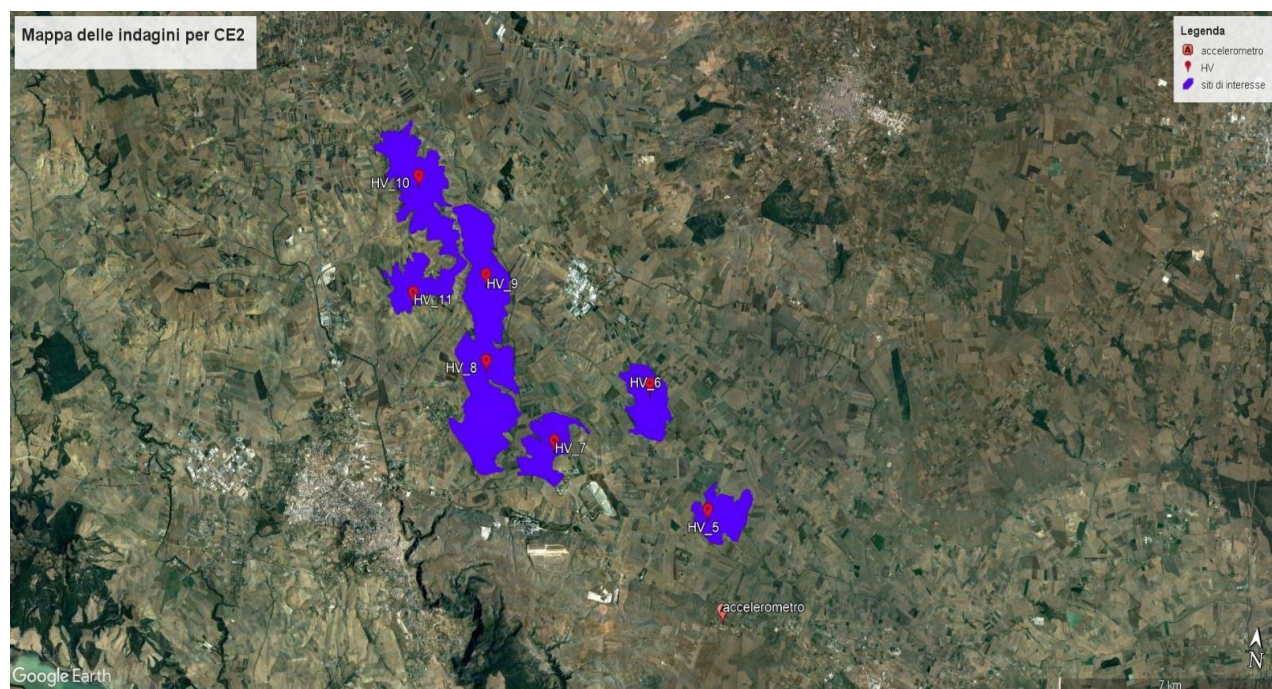 Mappa delle indagini per CE2
Legenda
A accelerometro
HV
siti di interesse
HV_10
HV_9
HV_11
HV_8
HV_6
HV_7
HV_5
accelerometro
Google Earth
N
7 km